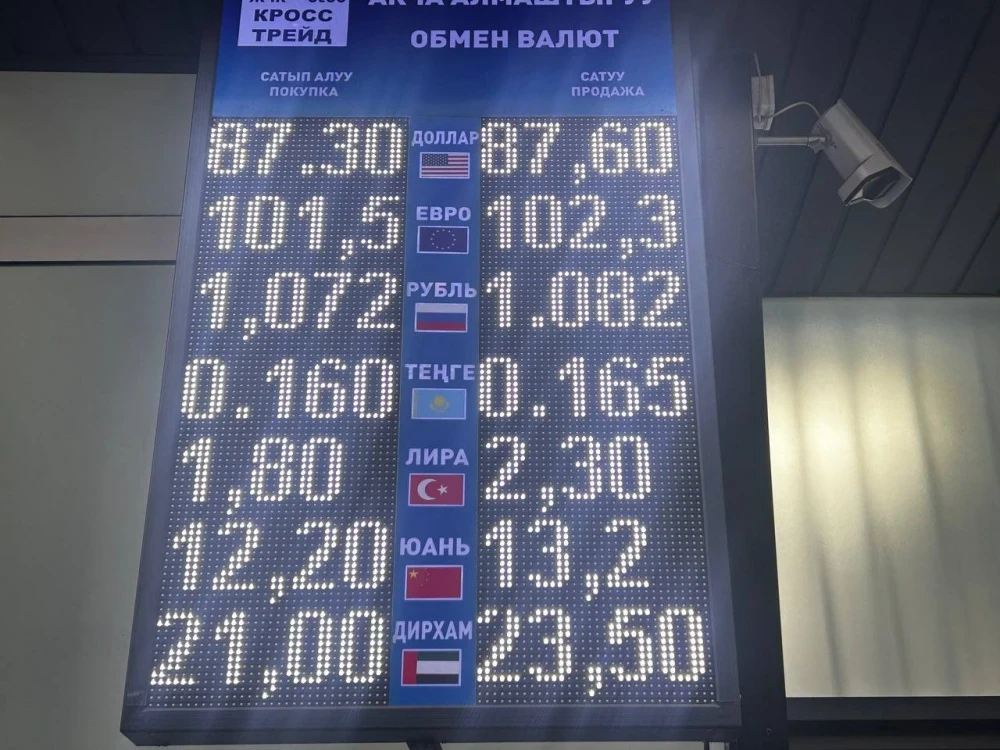 КРОСС
ТРЕЙД
АКЧА АЛМАШТЫРУУ
ОБМЕН ВАЛЮТ
САТЫП АЛУУ
ПОКУПКА
САТУУ
ПРОДАЖА
87.30 ДОЛЛАР 87,60
101,5 ЕВРО 102,3
1,072 РУБЛЬ 1.082
0.160 ТЕҢГЕ 0.165
1,80 ЛИРА 2,30
12,20 ЮАНЬ 13,2
21,00 ДИРХАМ 23,50